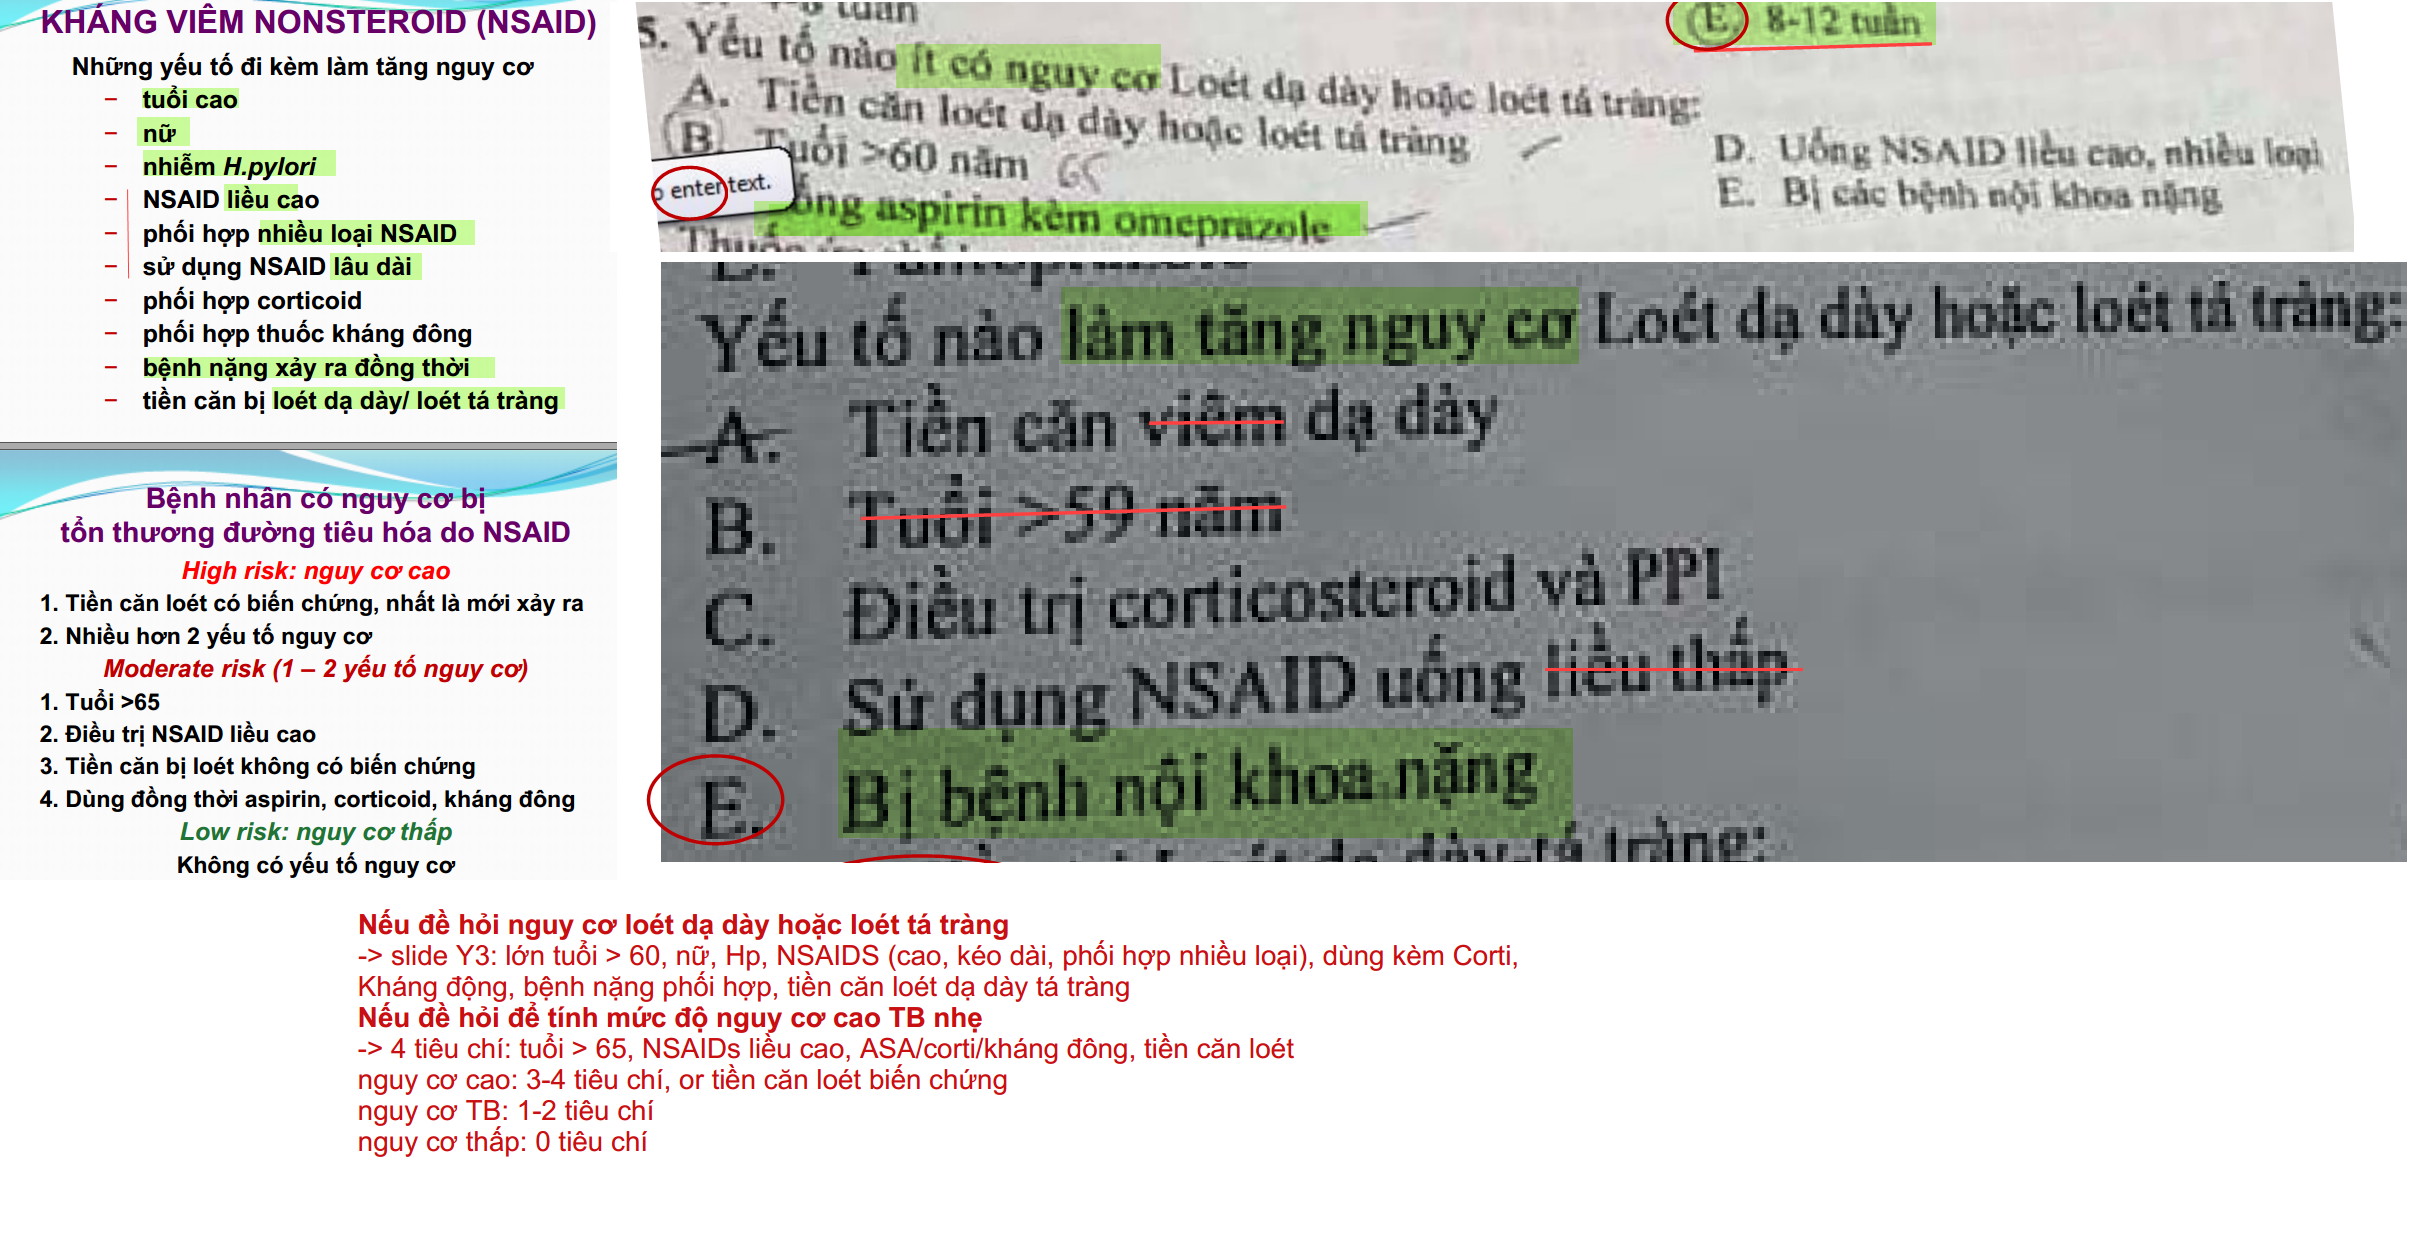 KHÁNG VIÊM NONSTEROID (NSAID)
Những yếu tố đi kèm làm tăng nguy cơ
– tuổi cao
– nữ
– nhiễm H.pylori
– NSAID liều cao
– phối hợp nhiều loại NSAID
– sử dụng NSAID lâu dài
– phối hợp corticoid
– phối hợp thuốc kháng đông
– bệnh nặng xảy ra đồng thời
– tiền căn bị loét dạ dày/ loét tá tràng
Bệnh nhân có nguy cơ bị
tổn thương đường tiêu hóa do NSAID
High risk: nguy cơ cao
1. Tiền căn loét có biến chứng, nhất là mới xảy ra
2. Nhiều hơn 2 yếu tố nguy cơ
Moderate risk (1 – 2 yếu tố nguy cơ)
1. Tuổi >65
2. Điều trị NSAID liều cao
3. Tiền căn bị loét không có biến chứng
4. Dùng đồng thời aspirin, corticoid, kháng đông
Low risk: nguy cơ thấp
Không có yếu tố nguy cơ
tuần
E. 8-12 tuần
5. Yếu tố nào ít có nguy cơ Loét dạ dày hoặc loét tá tràng:
A. Tiền căn loét dạ dày hoặc loét tá tràng
B. Tuổi >60 năm 65
enter text.
ống aspirin kèm omeprazole
D. Uống NSAID liều cao, nhiều loại
E. Bị các bệnh nội khoa nặng
Yếu tố nào làm tăng nguy cơ Loét dạ dày hoặc loét tá tràng:
A. Tiền căn viêm dạ dày
B. Tuổi >59 năm
C. Điều trị corticosteroid và PPI
D. Sử dụng NSAID uống liều thấp
E. Bị bệnh nội khoa nặng
Nếu đề hỏi nguy cơ loét dạ dày hoặc loét tá tràng
-> slide Y3: lớn tuổi > 60, nữ, Hp, NSAIDS (cao, kéo dài, phối hợp nhiều loại), dùng kèm Corti,
Kháng động, bệnh nặng phối hợp, tiền căn loét dạ dày tá tràng
Nếu đề hỏi để tính mức độ nguy cơ cao TB nhẹ
-> 4 tiêu chí: tuổi > 65, NSAIDs liều cao, ASA/corti/kháng đông, tiền căn loét
nguy cơ cao: 3-4 tiêu chí, or tiền căn loét biến chứng
nguy cơ TB: 1-2 tiêu chí
nguy cơ thấp: 0 tiêu chí